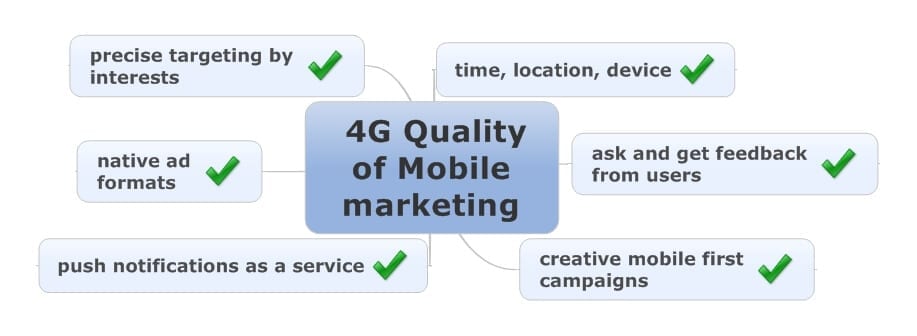 precise targeting by
interests
time, location, device
4G Quality
of Mobile
marketing
native ad
formats
ask and get feedback
from users
push notifications as a service
creative mobile first
campaigns